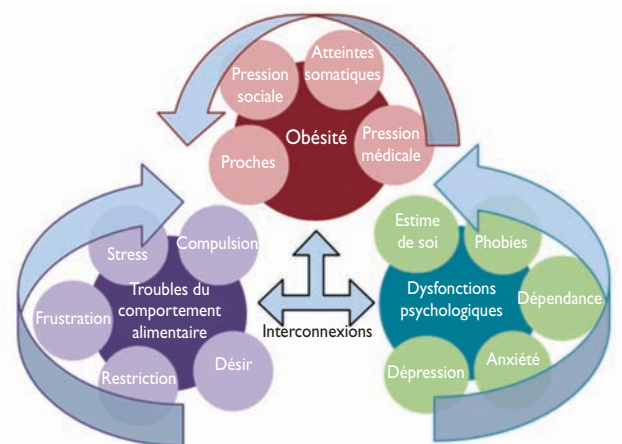 Atteintes
somatiques
Pression
sociale
Obésité
Pression
médicale
Proches
Stress
Compulsion
Troubles du
comportement
alimentaire
Frustration
Restriction
Désir
Interconnexions
Estime
de soi
Phobies
Dysfonctions
psychologiques
Dépendance
Dépression
Anxiété